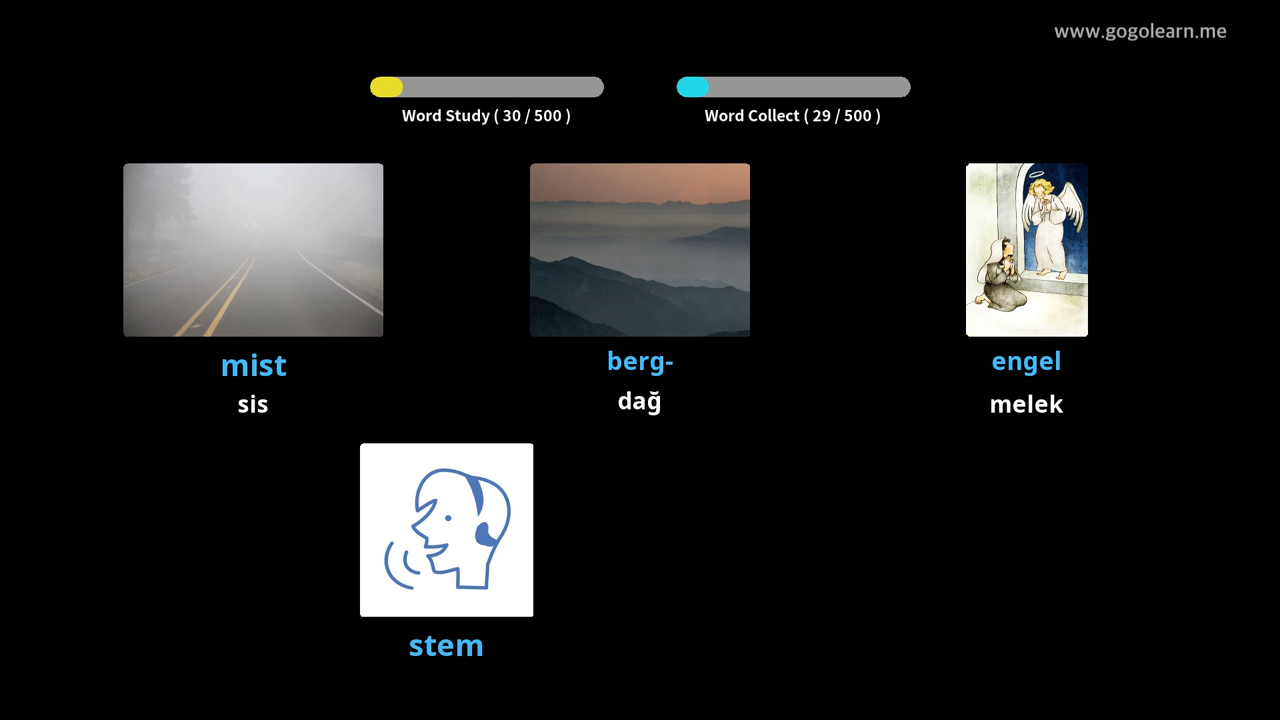 www.gogolearn.me
Word Study ( 30 / 500 )
Word Collect ( 29 / 500 )
mist
sis
berg-
dağ
engel
melek
stem